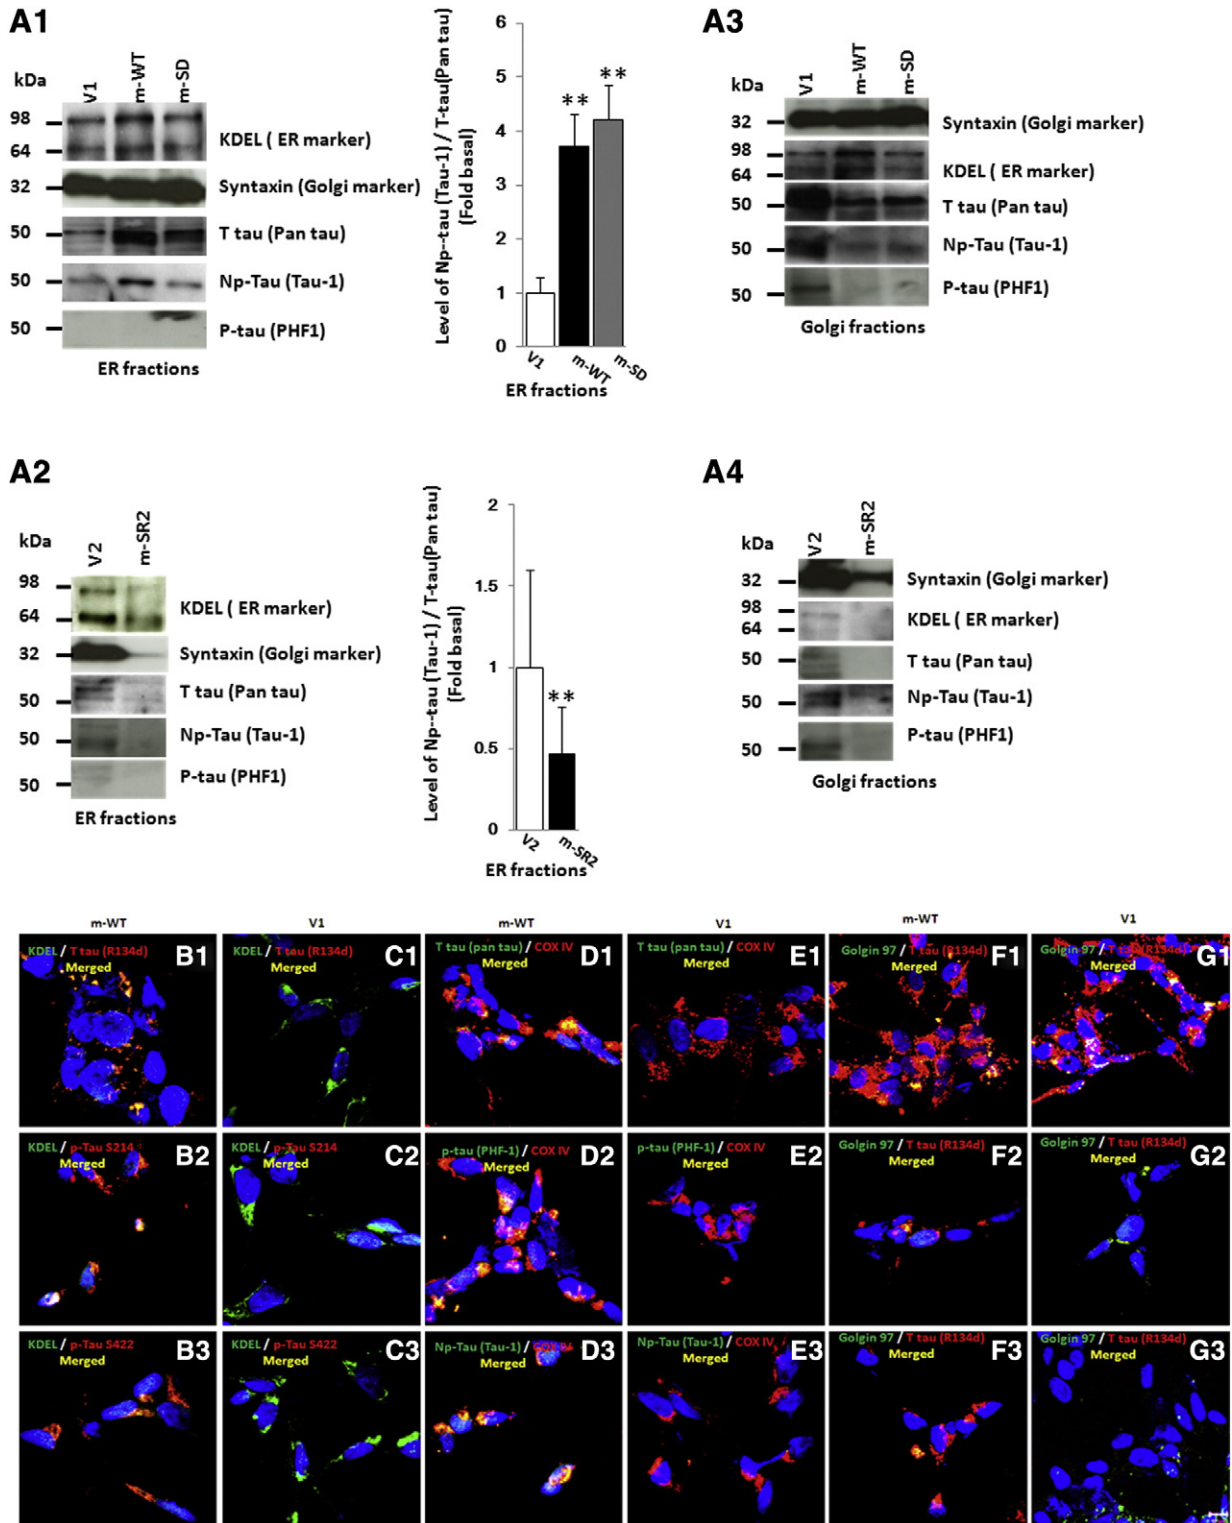 A1
kDa
V1
m-WT
m-SD
98
64
KDEL ( ER marker)
32
Syntaxin (Golgi marker)
50
T tau (Pan tau)
50
Np-Tau (Tau-1)
50
P-tau (PHF1)
ER fractions
Level of Np--tau (Tau-1) / T-tau(Pan tau)
(Fold basal)
6
5
4
3
2
1
0
**
**
V1
m-WT
m-SD
ER fractions
A3
kDa
V1
m-WT
m-SD
32
Syntaxin (Golgi marker)
98
64
KDEL ( ER marker)
50
T tau (Pan tau)
50
Np-Tau (Tau-1)
50
P-tau (PHF1)
Golgi fractions
A2
kDa
V2
m-SR2
98
64
KDEL ( ER marker)
32
Syntaxin (Golgi marker)
50
T tau (Pan tau)
50
Np-Tau (Tau-1)
50
P-tau (PHF1)
ER fractions
Level of Np--tau (Tau-1) / T-tau(Pan tau)
(Fold basal)
2
1.5
1
0.5
0
**
V2
m-SR2
ER fractions
A4
kDa
V2
m-SR2
32
Syntaxin (Golgi marker)
98
64
KDEL ( ER marker)
50
T tau (Pan tau)
50
Np-Tau (Tau-1)
50
P-tau (PHF1)
Golgi fractions
m-WT
V1
m-WT
V1
m-WT
V1
KDEL / T tau (R134d)
Merged
B1
KDEL / T tau (R134d)
Merged
C1
T tau (pan tau) / COX IV
Merged
D1
T tau (pan tau) / COX IV
Merged
E1
Golgin 97 / T tau (R134d)
Merged
F1
Golgin 97 / T tau (R134d)
Merged
G1
KDEL / p-Tau S214
Merged
B2
KDEL / p-Tau S214
Merged
C2
p-tau (PHF-1) / COX IV
Merged
D2
p-tau (PHF-1) / COX IV
Merged
E2
Golgin 97 / T tau (R134d)
Merged
F2
Golgin 97 / T tau (R134d)
Merged
G2
KDEL / p-Tau S422
Merged
B3
KDEL / p-Tau S422
Merged
C3
Np-Tau (Tau-1) / COX IV
Merged
D3
Np-Tau (Tau-1) / COX IV
Merged
E3
Golgin 97 / T tau (R134d)
Merged
F3
Golgin 97 / T tau (R134d)
Merged
G3